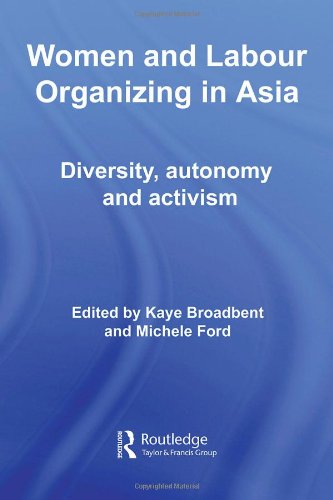 Women and Labour
Organizing in Asia
Diversity, autonomy
and activism
Edited by Kaye Broadbent
and Michele Ford
ROUTLEDGE
Routledge
Taylor & Francis Group